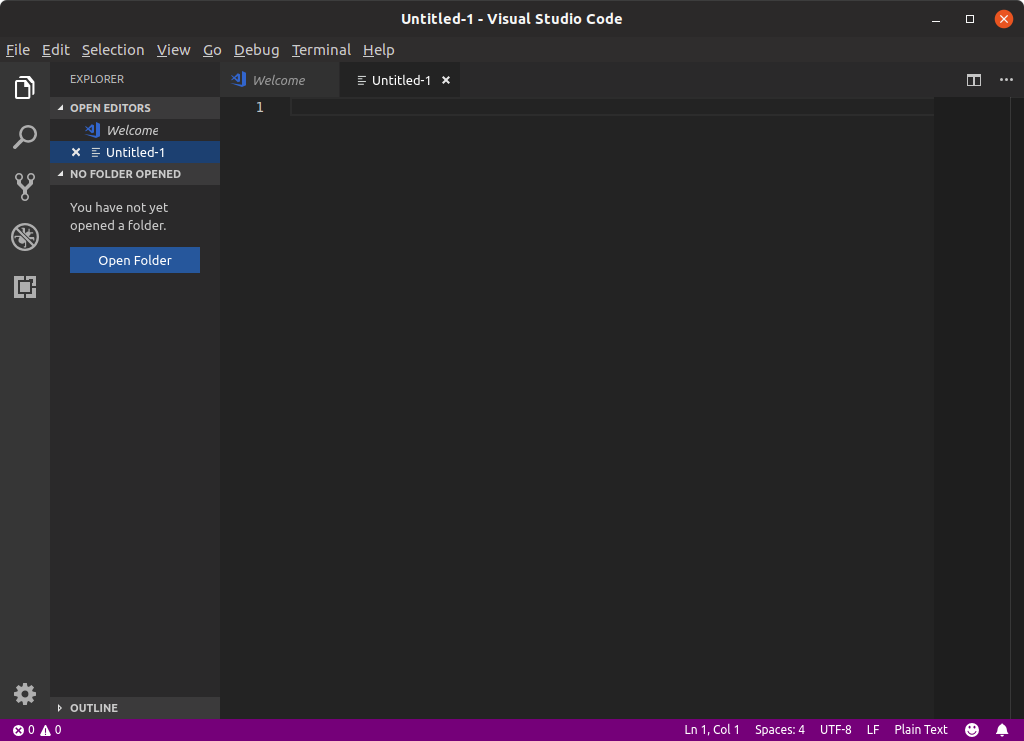 Untitled-1 - Visual Studio Code
File Edit Selection View Go Debug Terminal Help
EXPLORER
Welcome
Untitled-1
OPEN EDITORS
Welcome
Untitled-1
NO FOLDER OPENED
You have not yet
opened a folder.
Open Folder
OUTLINE
1
0 0
Ln 1, Col 1 Spaces: 4 UTF-8 LF Plain Text